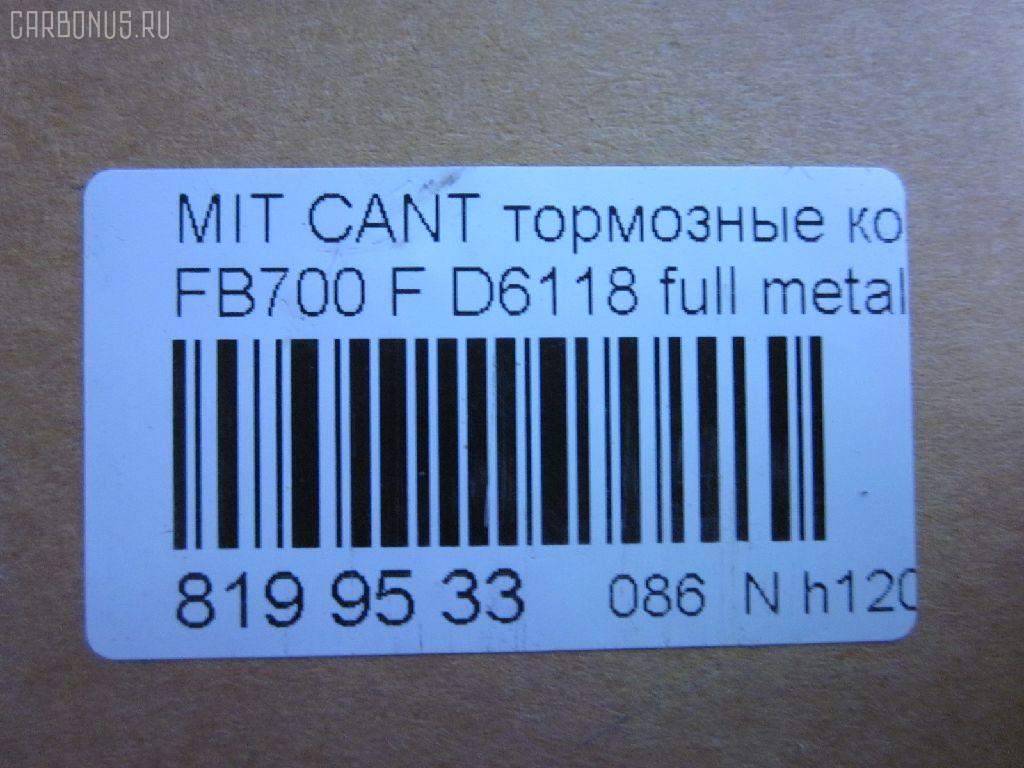 CARBONUS.RU
MIT CANT тормозные ко
FB700 F D6118 full metal
819 95 33 086 N h120